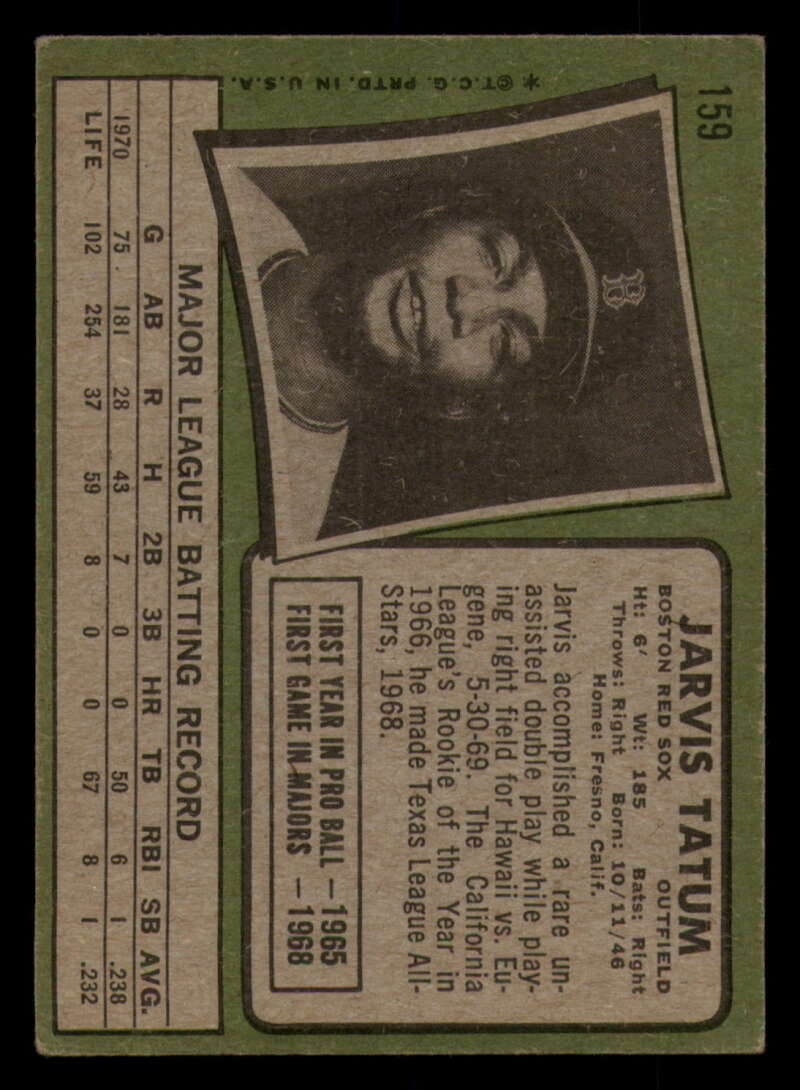 159
✶©T.C.G. PRTD. IN U.S.A.
B
JARVIS TATUM
BOSTON RED SOX OUTFIELD
Ht: 6' Wt: 185 Bats: Right
Throws: Right Born: 10/11/46
Home: Fresno, Calif.
Jarvis accomplished a rare un-
assisted double play while play-
ing right field for Hawaii vs. Eu-
gene, 5-30-69. The California
League's Rookie of the Year in
1966, he made Texas League All-
Stars, 1968.
FIRST YEAR IN PRO BALL — 1965
FIRST GAME IN MAJORS — 1968
MAJOR LEAGUE BATTING RECORD
G AB R H 2B 3B HR TB RBI SB AVG.
1970 75 181 28 43 7 0 0 50 6 1 .238
LIFE 102 254 37 59 8 0 0 67 8 1 .232